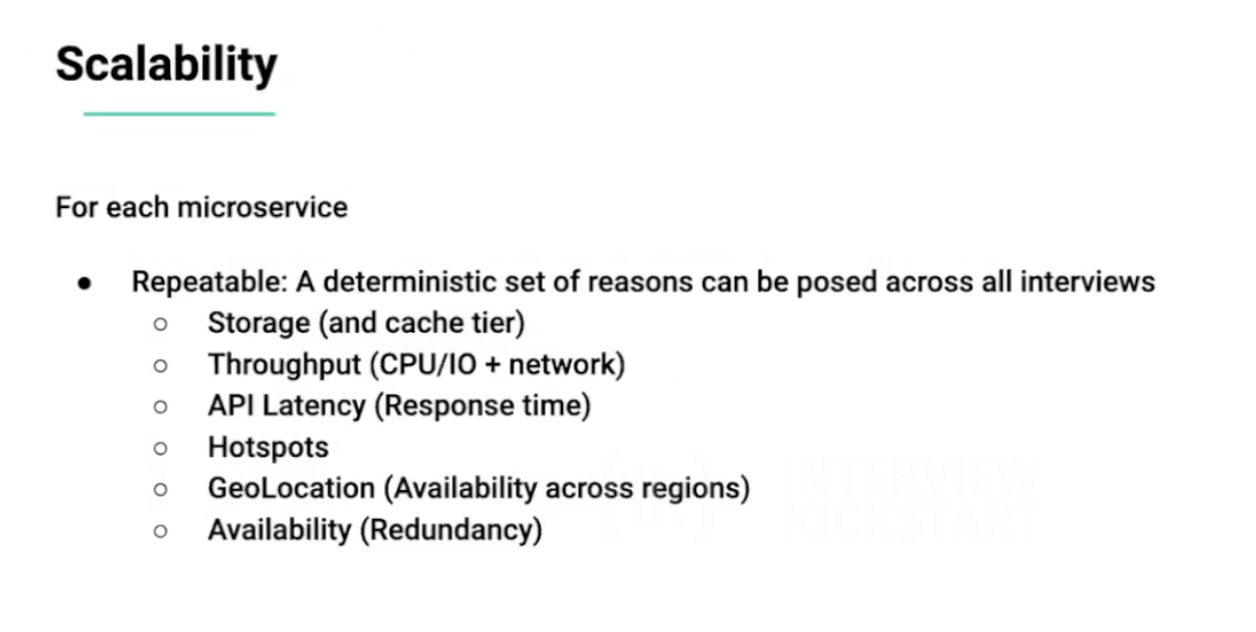 Scalability
For each microservice
● Repeatable: A deterministic set of reasons can be posed across all interviews
○ Storage (and cache tier)
○ Throughput (CPU/IO + network)
○ API Latency (Response time)
○ Hotspots
○ GeoLocation (Availability across regions)
○ Availability (Redundancy)
INTERVIEW
KICKSTART